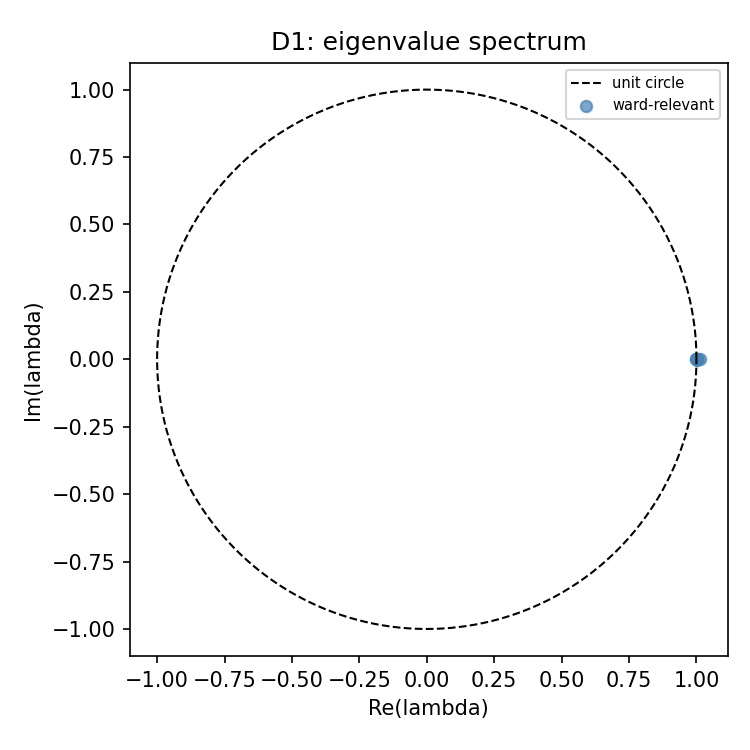 D1: eigenvalue spectrum
unit circle
ward-relevant
1.00
0.75
0.50
0.25
0.00
−0.25
−0.50
−0.75
−1.00
Im(lambda)
−1.00 −0.75 −0.50 −0.25 0.00 0.25 0.50 0.75 1.00
Re(lambda)